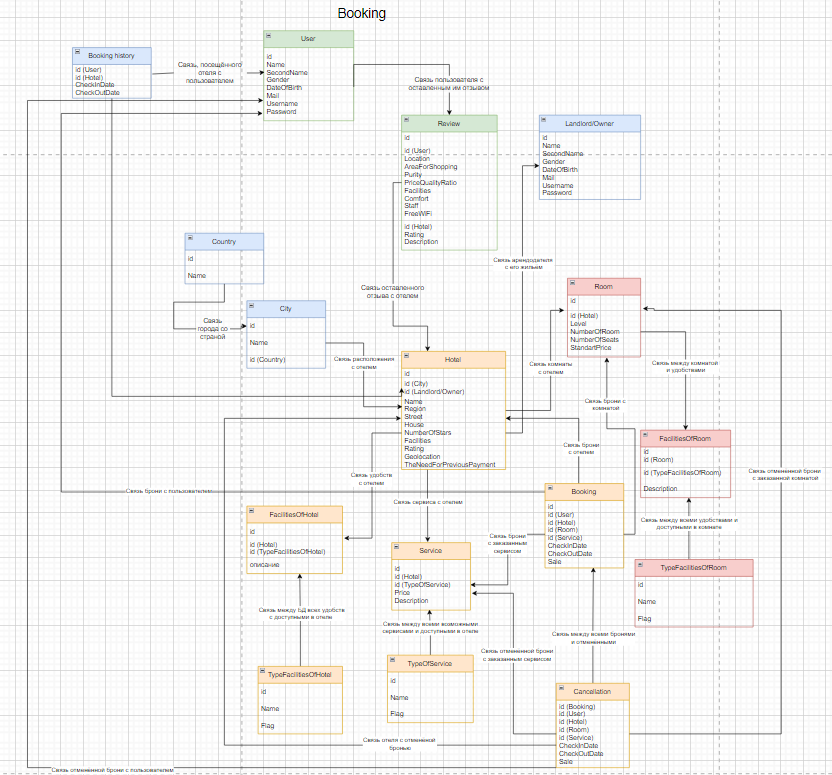 Booking
User
id
Name
SecondName
Gender
DateOfBirth
Mail
Username
Password
Booking history
id (User)
id (Hotel)
CheckInDate
CheckOutDate
Связь, посещённого
отеля с
пользователем
Связь пользователя с
оставленным им отзывом
Review
id
id (User)
Location
AreaForShopping
Purity
PriceQualityRatio
Facilities
Comfort
Staff
FreeWiFi
id (Hotel)
Rating
Description
Landlord/Owner
id
Name
SecondName
Gender
DateOfBirth
Mail
Username
Password
Country
id
Name
Связь арендодателя
с его жильем
Связь оставленного
отзыва с отелем
Room
id
id (Hotel)
Level
NumberOfRoom
NumberOfSeats
StandartPrice
City
id
Name
id (Country)
Связь
города со
страной
Связь расположения
с отелем
Hotel
id
id (City)
id (Landlord/Owner)
Name
Region
Street
House
NumberOfStars
Facilities
Rating
Geolocation
TheNeedForPreviousPayment
Связь комнаты
с отелем
Связь между комнатой
и удобствами
Связь брони с
комнатой
FacilitiesOfRoom
id
id (Room)
id (TypeFacilitiesOfRoom)
Description
Связь брони
с отелем
Связь отмененной брони
с заказанной комнатой
Связь удобств
с отелем
Связь брони с пользователем
Связь сервиса с отелем
Booking
id
id (User)
id (Hotel)
id (Room)
id (Service)
CheckInDate
CheckOutDate
Sale
FacilitiesOfHotel
id
id (Hotel)
id (TypeFacilitiesOfHotel)
описание
Связь между всеми удобствами и
доступными в комнате
Связь брони
с заказанным
сервисом
Service
id
id (Hotel)
id (TypeOfService)
Price
Description
TypeFacilitiesOfRoom
id
Name
Flag
Связь между БД всех удобств
с доступными в отеле
Связь между всеми возможными
сервисами и доступными в отеле
Связь между всеми бронями
и отмененными
Связь отмененной брони
с заказанным сервисом
TypeFacilitiesOfHotel
id
Name
Flag
TypeOfService
id
Name
Flag
Cancellation
id (Booking)
id (User)
id (Hotel)
id (Room)
id (Service)
CheckInDate
CheckOutDate
Sale
Связь отеля с отменеой
бронью
Связь отмененной брони с пользователем